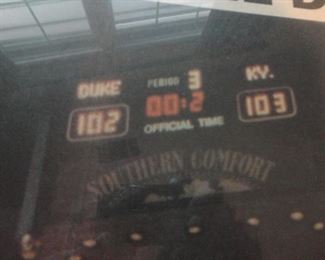 DUKE PERIOD 3 KY.
102 00:2 103
OFFICIAL TIME
SOUTHERN COMFORT